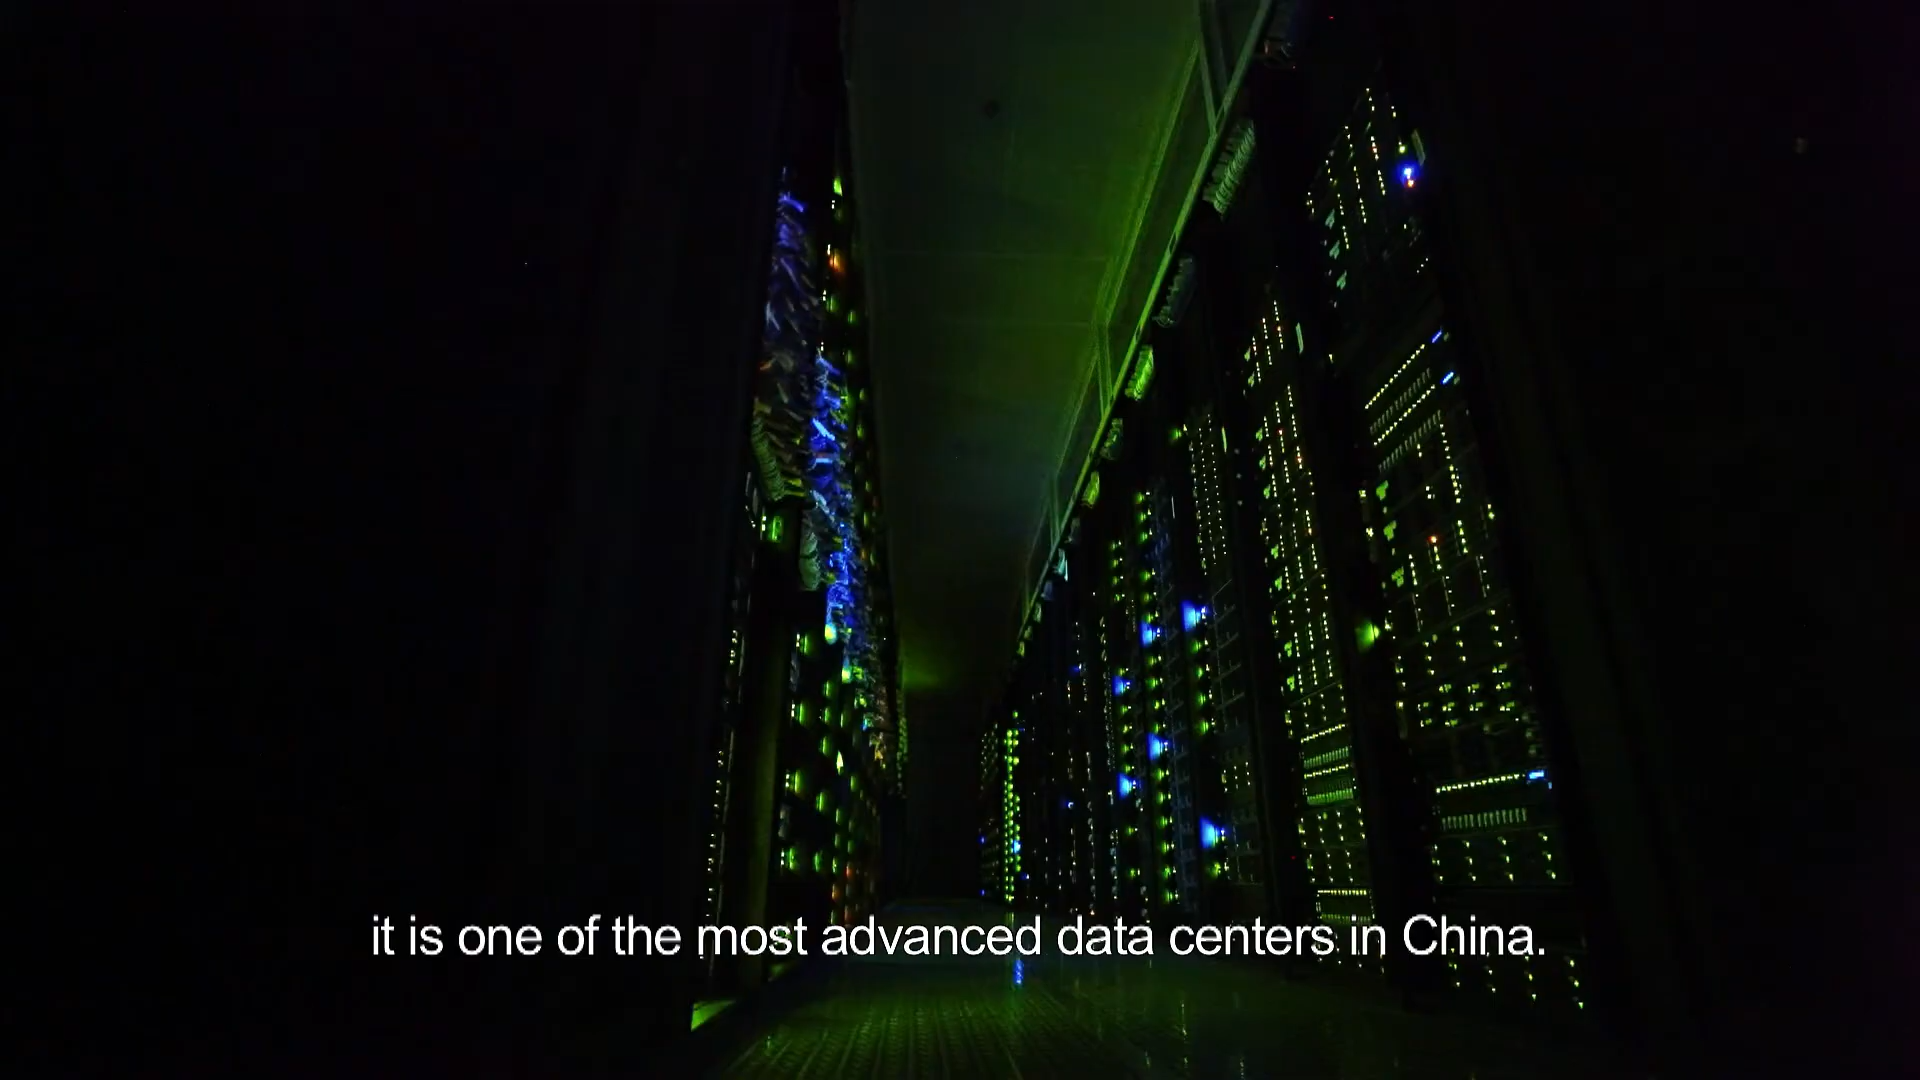 it is one of the most advanced data centers in China.